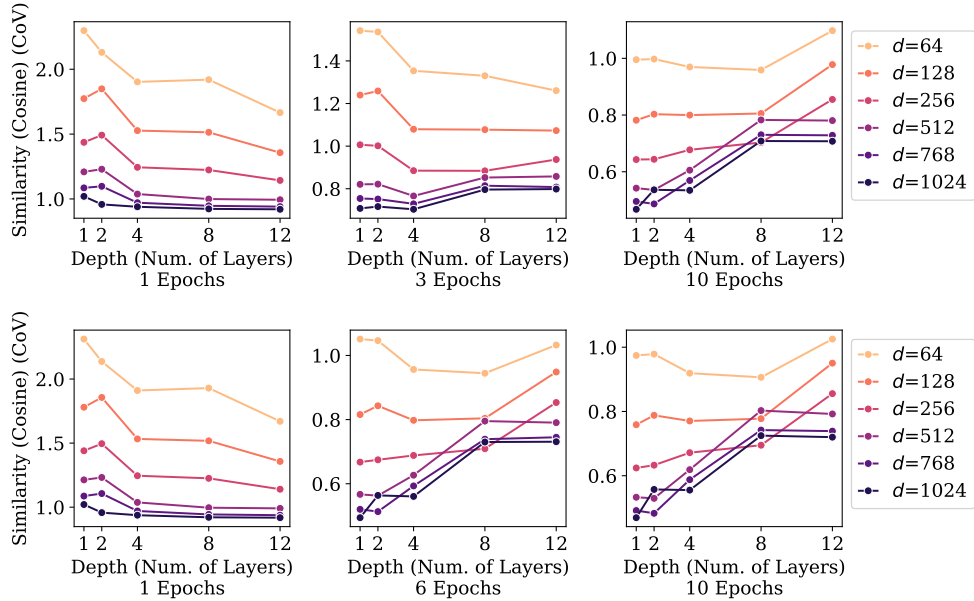 Similarity (Cosine) (CoV)
2.0
1.5
1.0
1 2 4 8 12
Depth (Num. of Layers)
1 Epochs
1.4
1.2
1.0
0.8
1 2 4 8 12
Depth (Num. of Layers)
3 Epochs
1.0
0.8
0.6
1 2 4 8 12
Depth (Num. of Layers)
10 Epochs
d=64
d=128
d=256
d=512
d=768
d=1024
Similarity (Cosine) (CoV)
2.0
1.5
1.0
1 2 4 8 12
Depth (Num. of Layers)
1 Epochs
1.0
0.8
0.6
1 2 4 8 12
Depth (Num. of Layers)
6 Epochs
1.0
0.8
0.6
1 2 4 8 12
Depth (Num. of Layers)
10 Epochs
d=64
d=128
d=256
d=512
d=768
d=1024